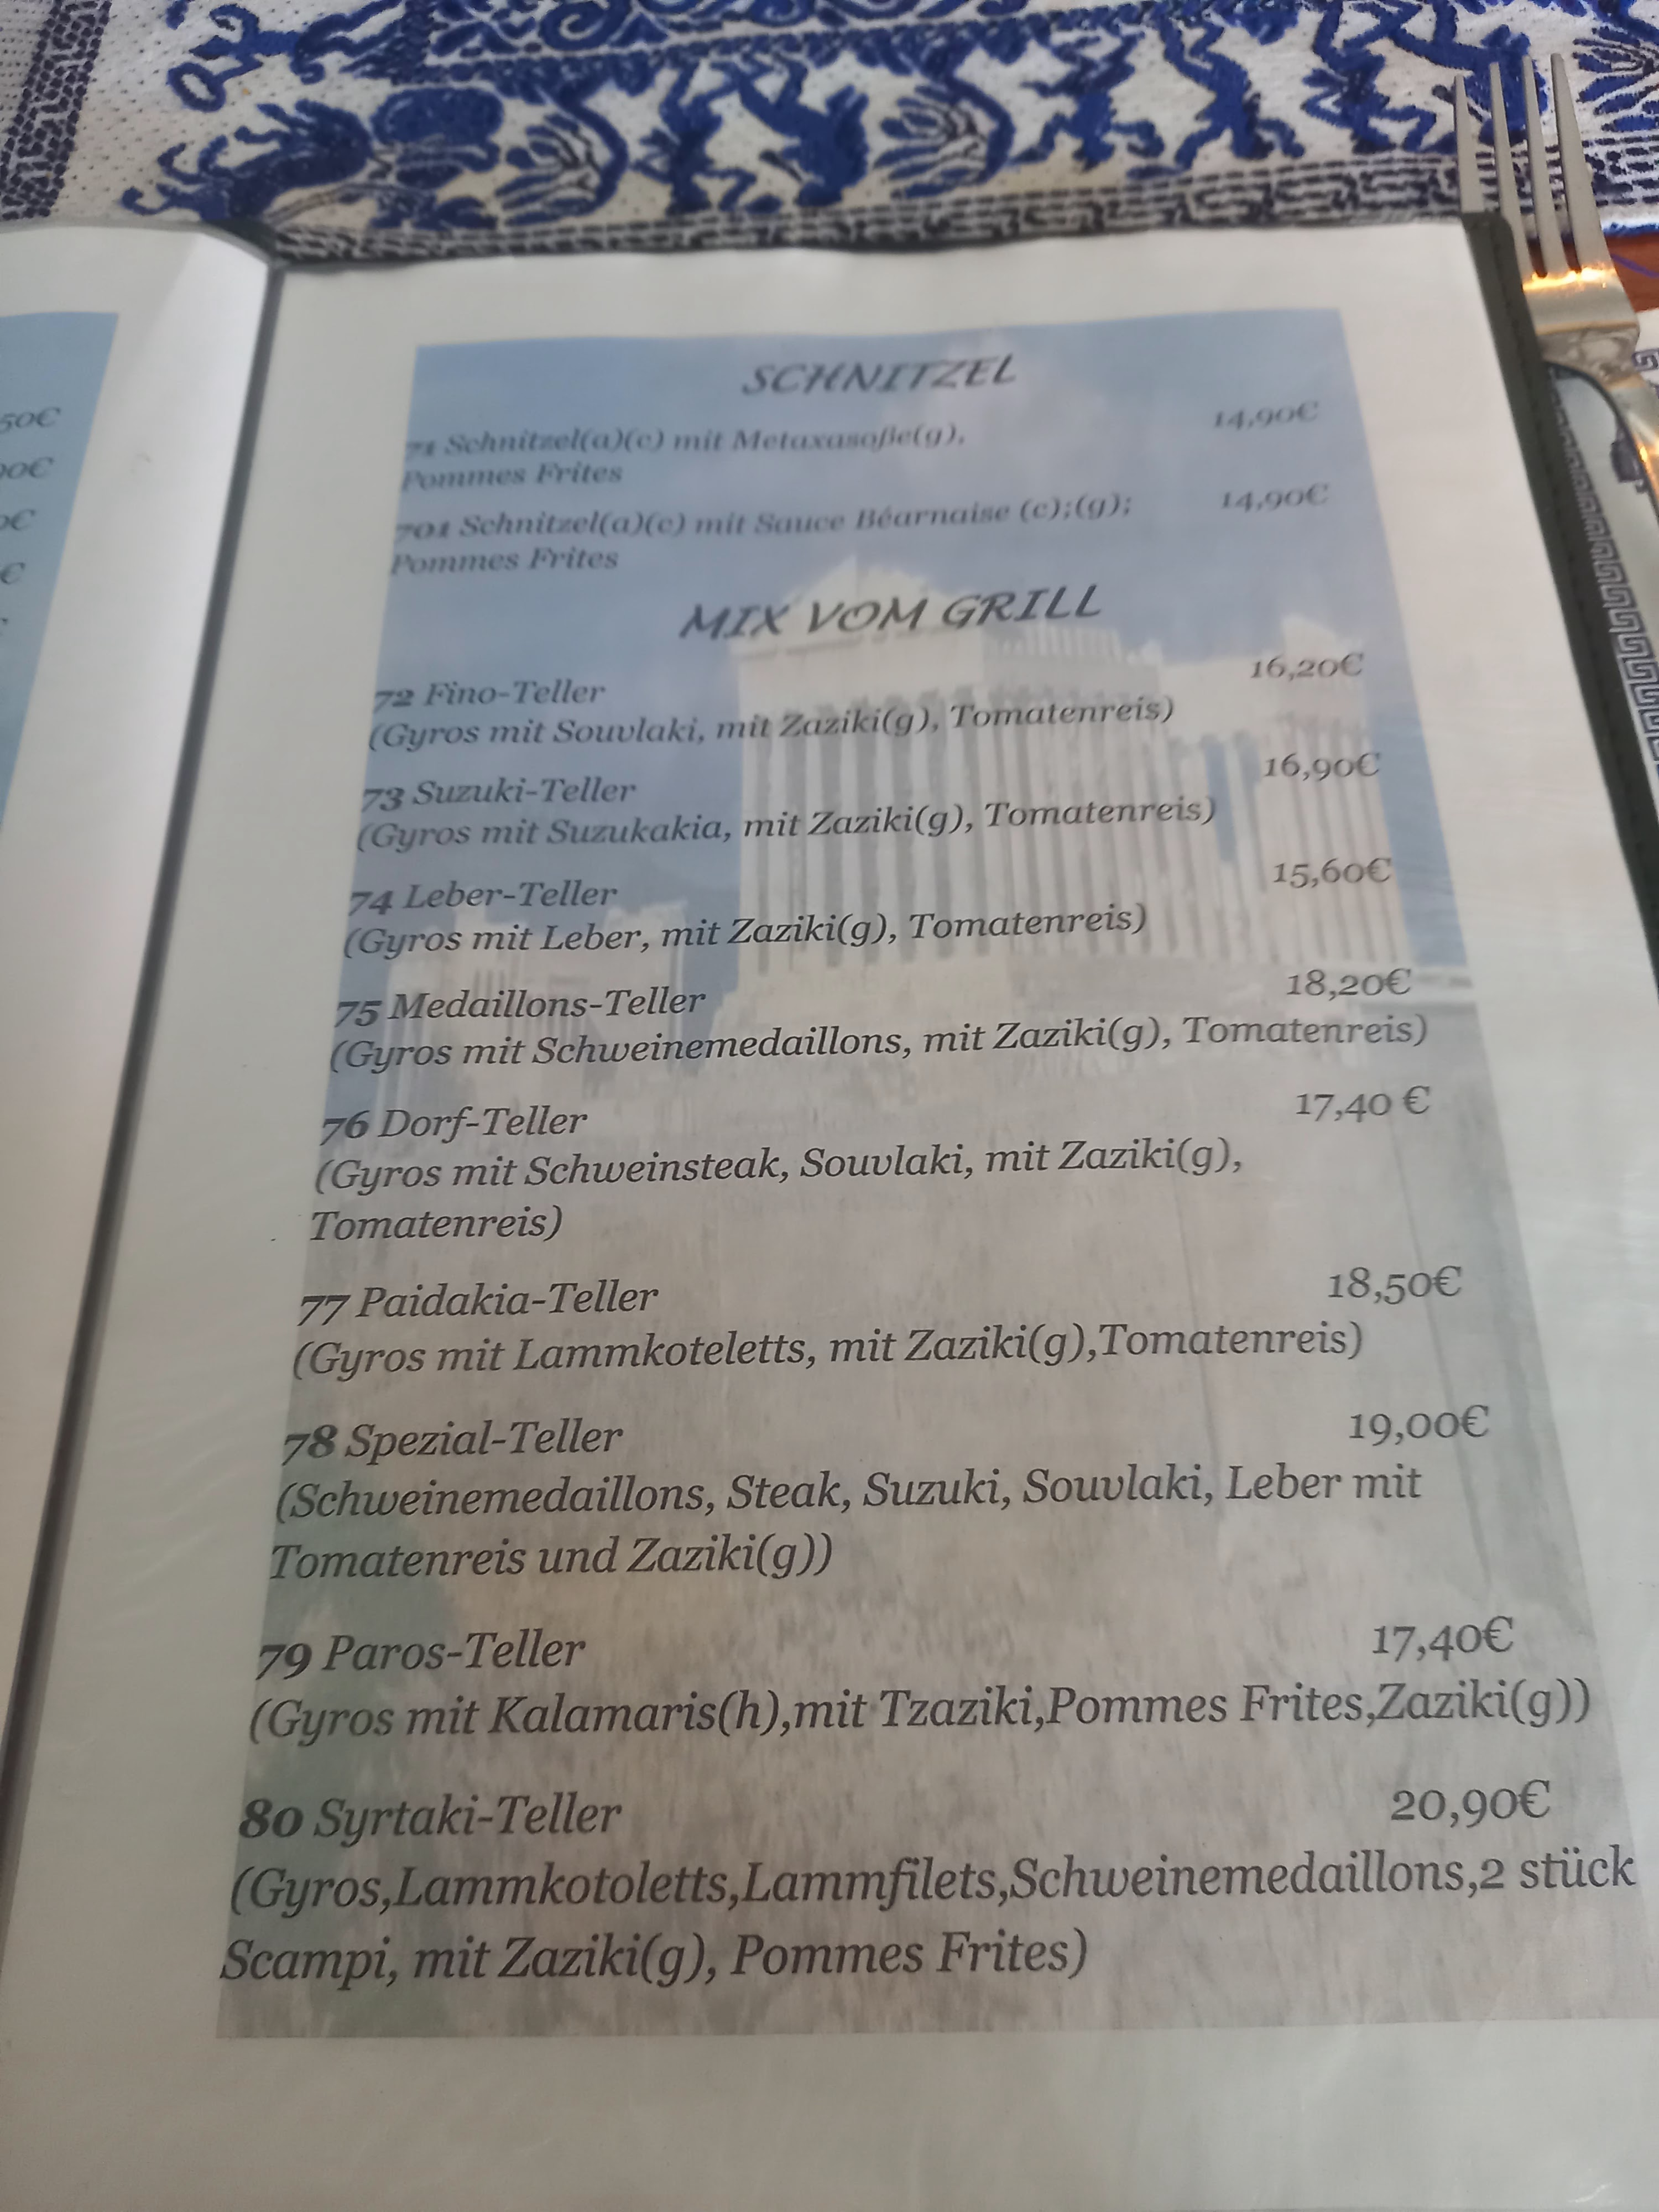 50€
00€
0€
€
SCHNITZEL
71 Schnitzel(a)(c) mit Metaxasoße(g), 14,90€
Pommes Frites
701 Schnitzel(a)(c) mit Sauce Béarnaise (c);(g); 14,90€
Pommes Frites
MIX VOM GRILL
72 Fino-Teller 16,20€
(Gyros mit Souvlaki, mit Zaziki(g), Tomatenreis)
73 Suzuki-Teller 16,90€
(Gyros mit Suzukakia, mit Zaziki(g), Tomatenreis)
74 Leber-Teller 15,60€
(Gyros mit Leber, mit Zaziki(g), Tomatenreis)
75 Medaillons-Teller 18,20€
(Gyros mit Schweinemedaillons, mit Zaziki(g), Tomatenreis)
76 Dorf-Teller 17,40 €
(Gyros mit Schweinsteak, Souvlaki, mit Zaziki(g),
Tomatenreis)
77 Paidakia-Teller 18,50€
(Gyros mit Lammkoteletts, mit Zaziki(g),Tomatenreis)
78 Spezial-Teller 19,00€
(Schweinemedaillons, Steak, Suzuki, Souvlaki, Leber mit
Tomatenreis und Zaziki(g))
79 Paros-Teller 17,40€
(Gyros mit Kalamaris(h),mit Tzaziki,Pommes Frites,Zaziki(g))
80 Syrtaki-Teller 20,90€
(Gyros,Lammkotoletts,Lammfilets,Schweinemedaillons,2 stück
Scampi, mit Zaziki(g), Pommes Frites)